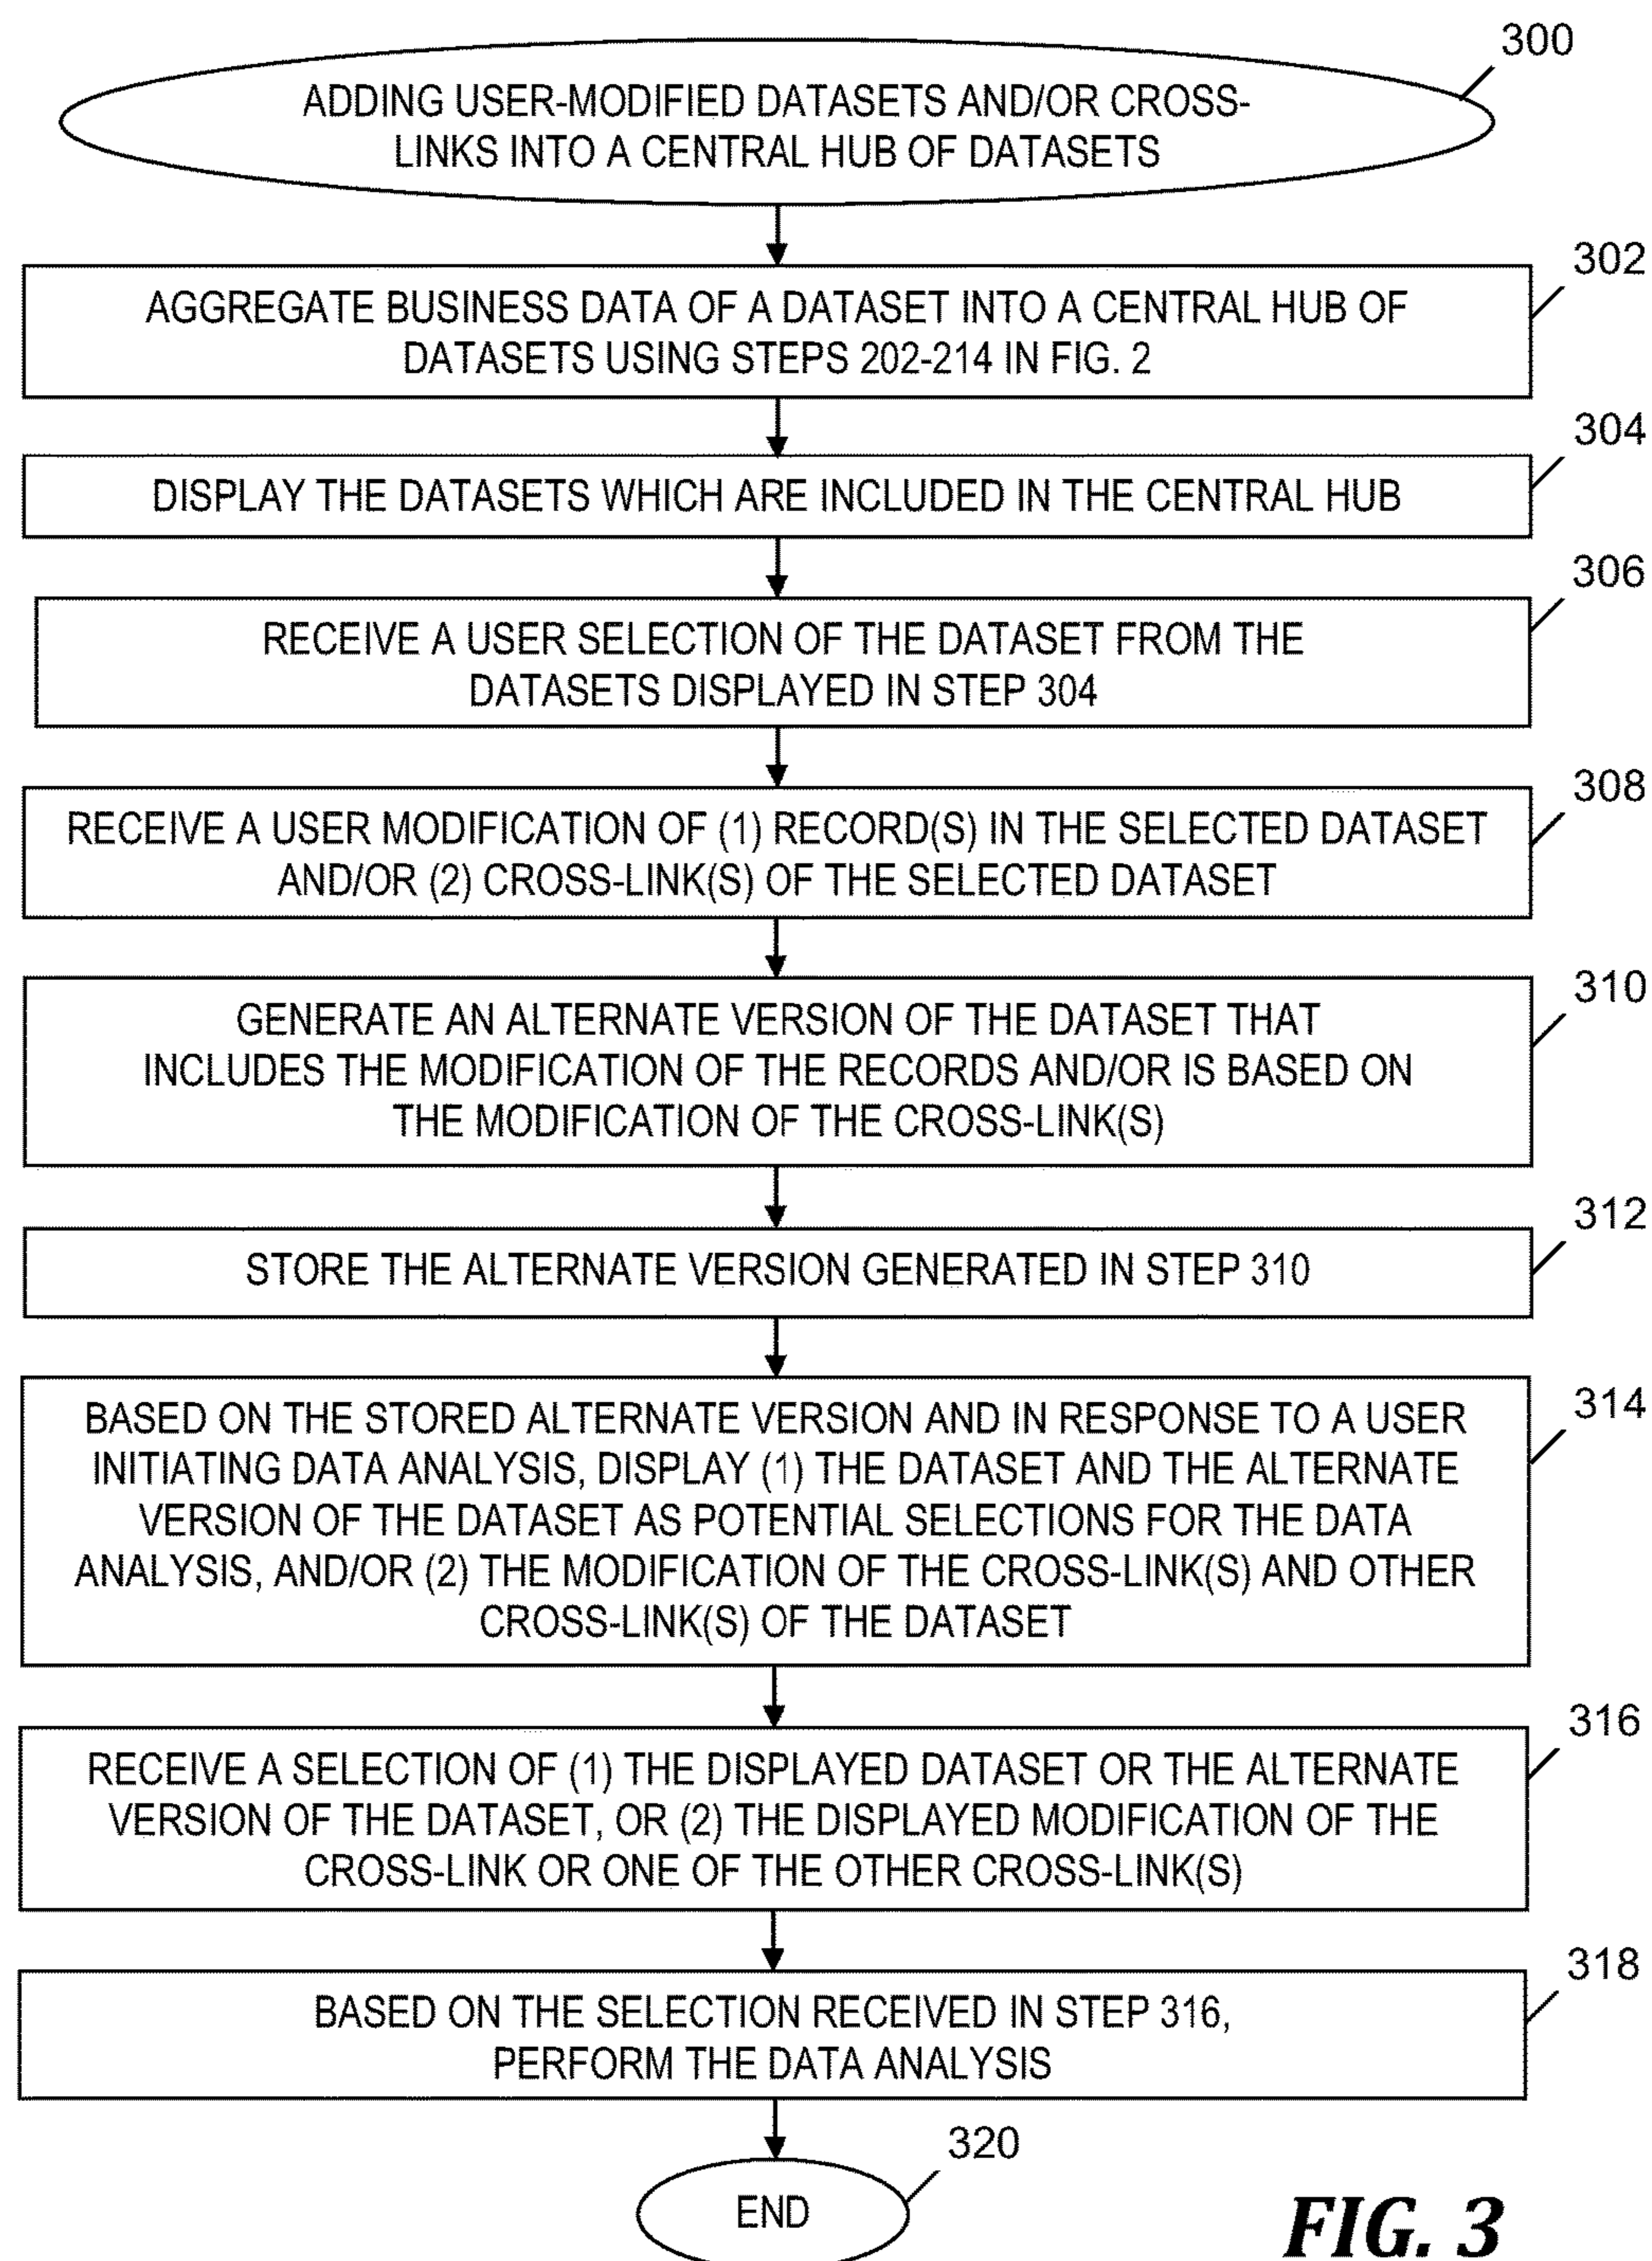 300
ADDING USER-MODIFIED DATASETS AND/OR CROSS-
LINKS INTO A CENTRAL HUB OF DATASETS
302
AGGREGATE BUSINESS DATA OF A DATASET INTO A CENTRAL HUB OF
DATASETS USING STEPS 202-214 IN FIG. 2
304
DISPLAY THE DATASETS WHICH ARE INCLUDED IN THE CENTRAL HUB
306
RECEIVE A USER SELECTION OF THE DATASET FROM THE
DATASETS DISPLAYED IN STEP 304
308
RECEIVE A USER MODIFICATION OF (1) RECORD(S) IN THE SELECTED DATASET
AND/OR (2) CROSS-LINK(S) OF THE SELECTED DATASET
310
GENERATE AN ALTERNATE VERSION OF THE DATASET THAT
INCLUDES THE MODIFICATION OF THE RECORDS AND/OR IS BASED ON
THE MODIFICATION OF THE CROSS-LINK(S)
312
STORE THE ALTERNATE VERSION GENERATED IN STEP 310
314
BASED ON THE STORED ALTERNATE VERSION AND IN RESPONSE TO A USER
INITIATING DATA ANALYSIS, DISPLAY (1) THE DATASET AND THE ALTERNATE
VERSION OF THE DATASET AS POTENTIAL SELECTIONS FOR THE DATA
ANALYSIS, AND/OR (2) THE MODIFICATION OF THE CROSS-LINK(S) AND OTHER
CROSS-LINK(S) OF THE DATASET
316
RECEIVE A SELECTION OF (1) THE DISPLAYED DATASET OR THE ALTERNATE
VERSION OF THE DATASET, OR (2) THE DISPLAYED MODIFICATION OF THE
CROSS-LINK OR ONE OF THE OTHER CROSS-LINK(S)
318
BASED ON THE SELECTION RECEIVED IN STEP 316,
PERFORM THE DATA ANALYSIS
320
END
FIG. 3